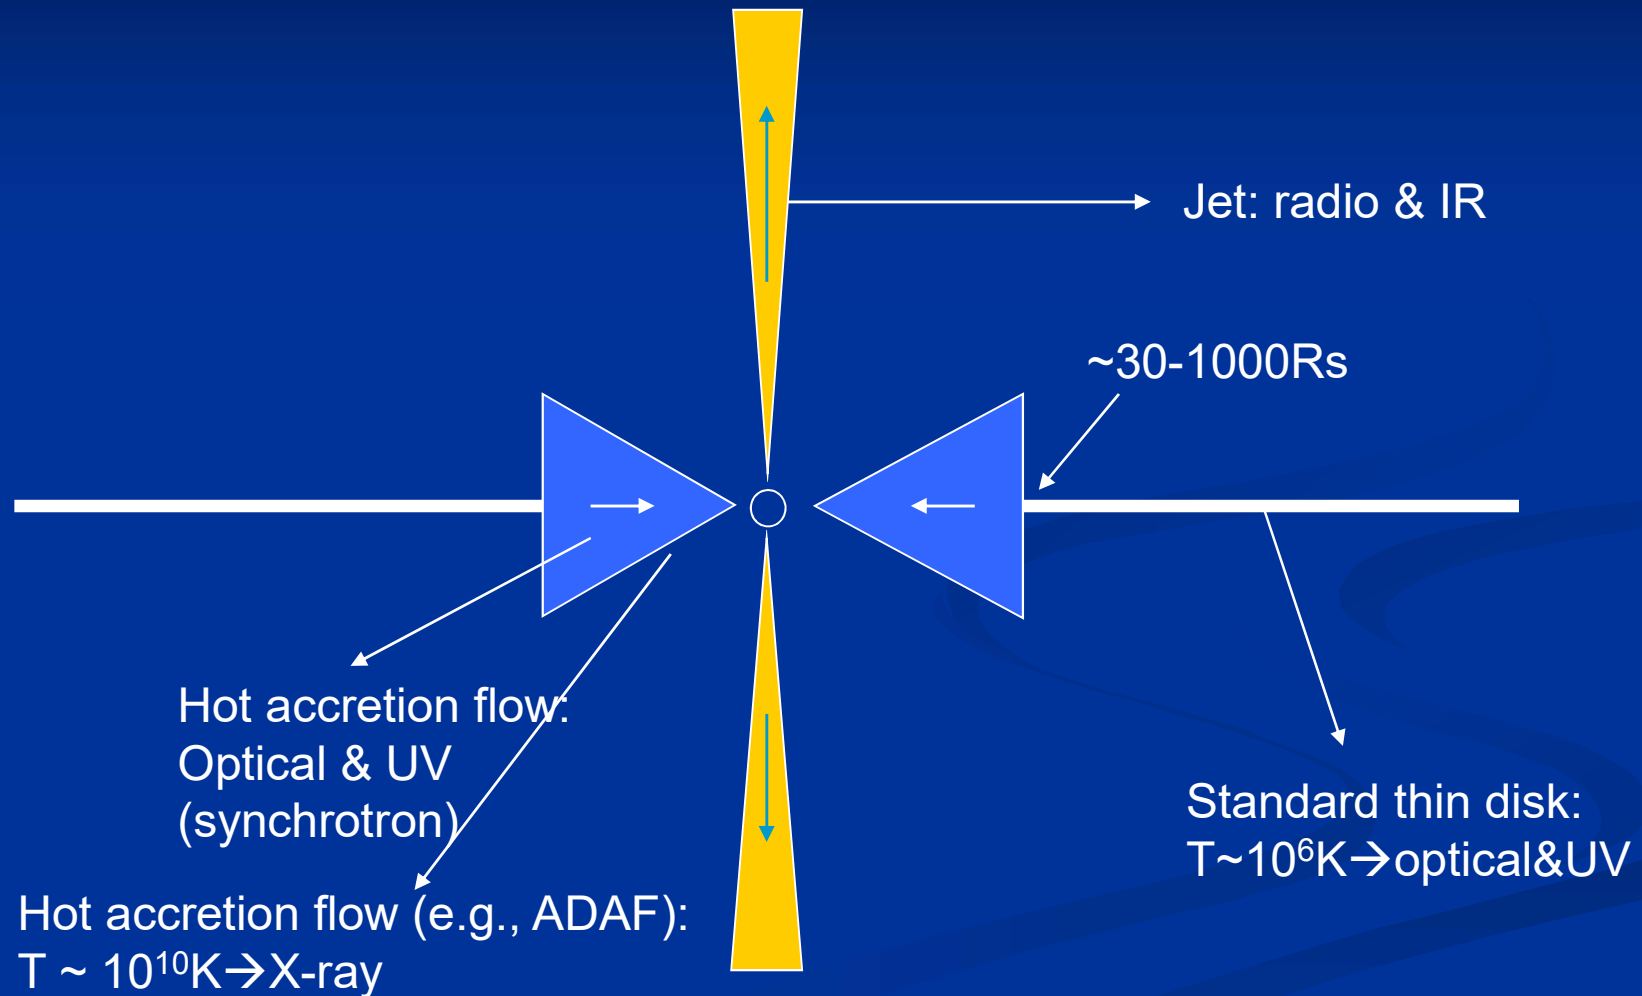 Jet: radio & IR
~30-1000Rs
Hot accretion flow:
Optical & UV
(synchrotron)
Standard thin disk:
T~10⁶K→optical&UV
Hot accretion flow (e.g., ADAF):
T ~ 10¹⁰K→X-ray